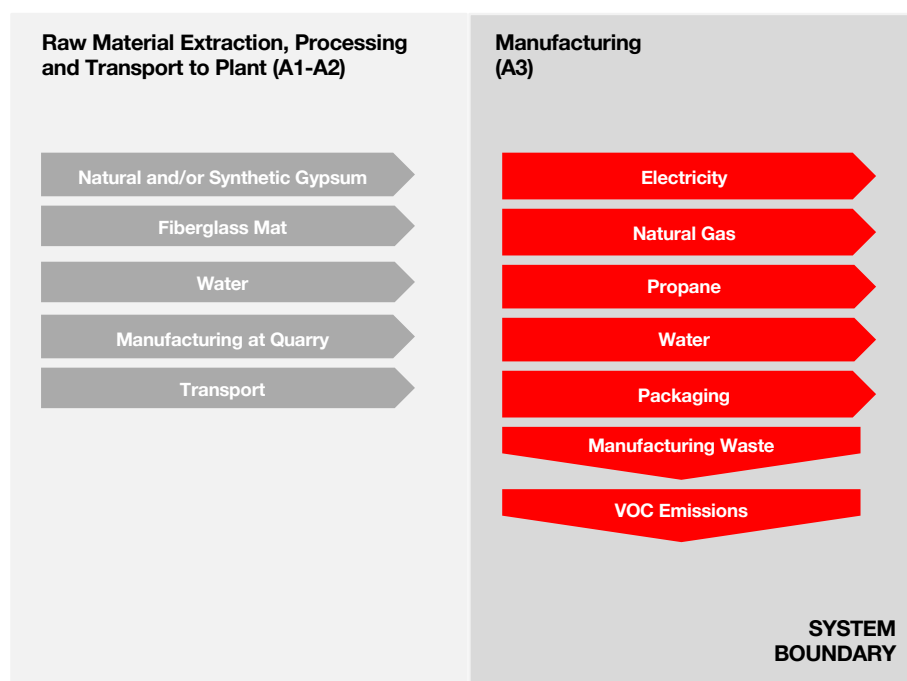 Raw Material Extraction, Processing
and Transport to Plant (A1-A2)
Natural and/or Synthetic Gypsum
Fiberglass Mat
Water
Manufacturing at Quarry
Transport
Manufacturing
(A3)
Electricity
Natural Gas
Propane
Water
Packaging
Manufacturing Waste
VOC Emissions
SYSTEM
BOUNDARY